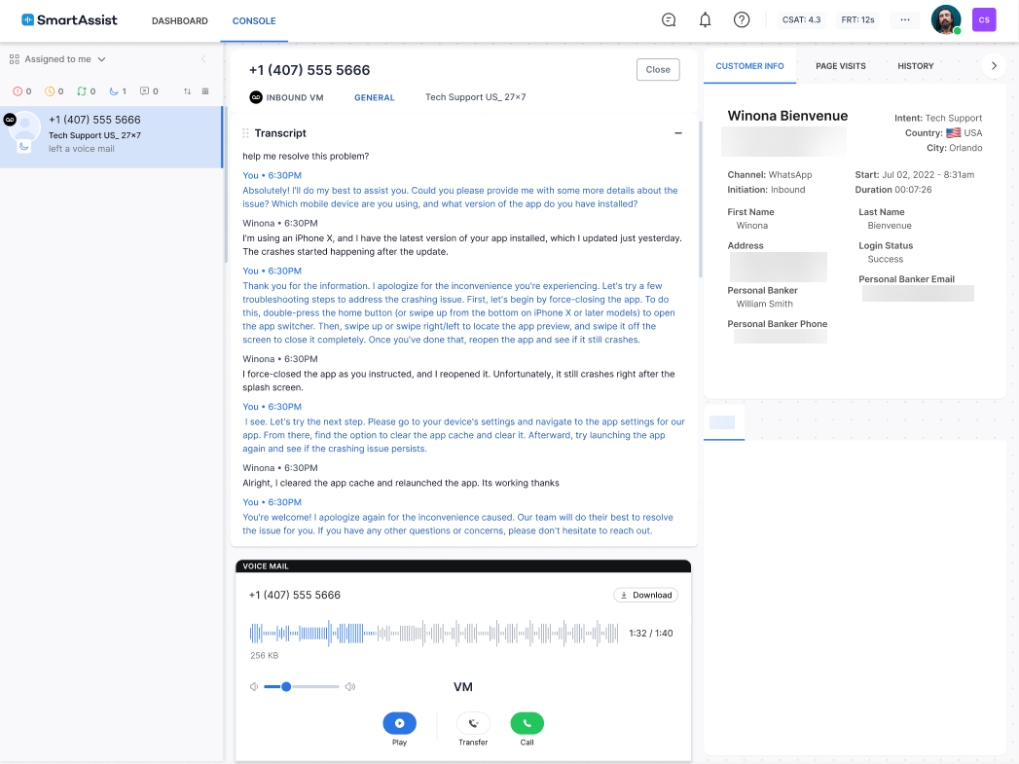 SmartAssist
DASHBOARD
CONSOLE
CSAT: 4.3
FRT: 12s
CS
Assigned to me
0
0
0
1
0
+1 (407) 555 5666
Tech Support US_ 27x7
left a voice mail
+1 (407) 555 5666
Close
INBOUND VM
GENERAL
Tech Support US_ 27x7
Transcript
help me resolve this problem?
You • 6:30PM
Absolutely! I'll do my best to assist you. Could you please provide me with some more details about the
issue? Which mobile device are you using, and what version of the app do you have installed?
Winona • 6:30PM
I'm using an iPhone X, and I have the latest version of your app installed, which I updated just yesterday.
The crashes started happening after the update.
You • 6:30PM
Thank you for the information. I apologize for the inconvenience you're experiencing. Let's try a few
troubleshooting steps to address the crashing issue. First, let's begin by force-closing the app. To do
this, double-press the home button (or swipe up from the bottom on iPhone X or later models) to open
the app switcher. Then, swipe up or swipe right/left to locate the app preview, and swipe it off the
screen to close it completely. Once you've done that, reopen the app and see if it still crashes.
Winona • 6:30PM
I force-closed the app as you instructed, and I reopened it. Unfortunately, it still crashes right after the
splash screen.
You • 6:30PM
I see. Let's try the next step. Please go to your device's settings and navigate to the app settings for our
app. From there, find the option to clear the app cache and clear it. Afterward, try launching the app
again and see if the crashing issue persists.
Winona • 6:30PM
Alright, I cleared the app cache and relaunched the app. Its working thanks
You • 6:30PM
You're welcome! I apologize again for the inconvenience caused. Our team will do their best to resolve
the issue for you. If you have any other questions or concerns, please don't hesitate to reach out.
VOICE MAIL
+1 (407) 555 5666
Download
1:32 / 1:40
256 KB
VM
Play
Transfer
Call
CUSTOMER INFO
PAGE VISITS
HISTORY
Winona Bienvenue
Intent: Tech Support
Country: USA
City: Orlando
Channel: WhatsApp
Start: Jul 02, 2022 - 8:31am
Initiation: Inbound
Duration 00:07:26
First Name
Winona
Last Name
Bienvenue
Address
Login Status
Success
Personal Banker
William Smith
Personal Banker Email
Personal Banker Phone